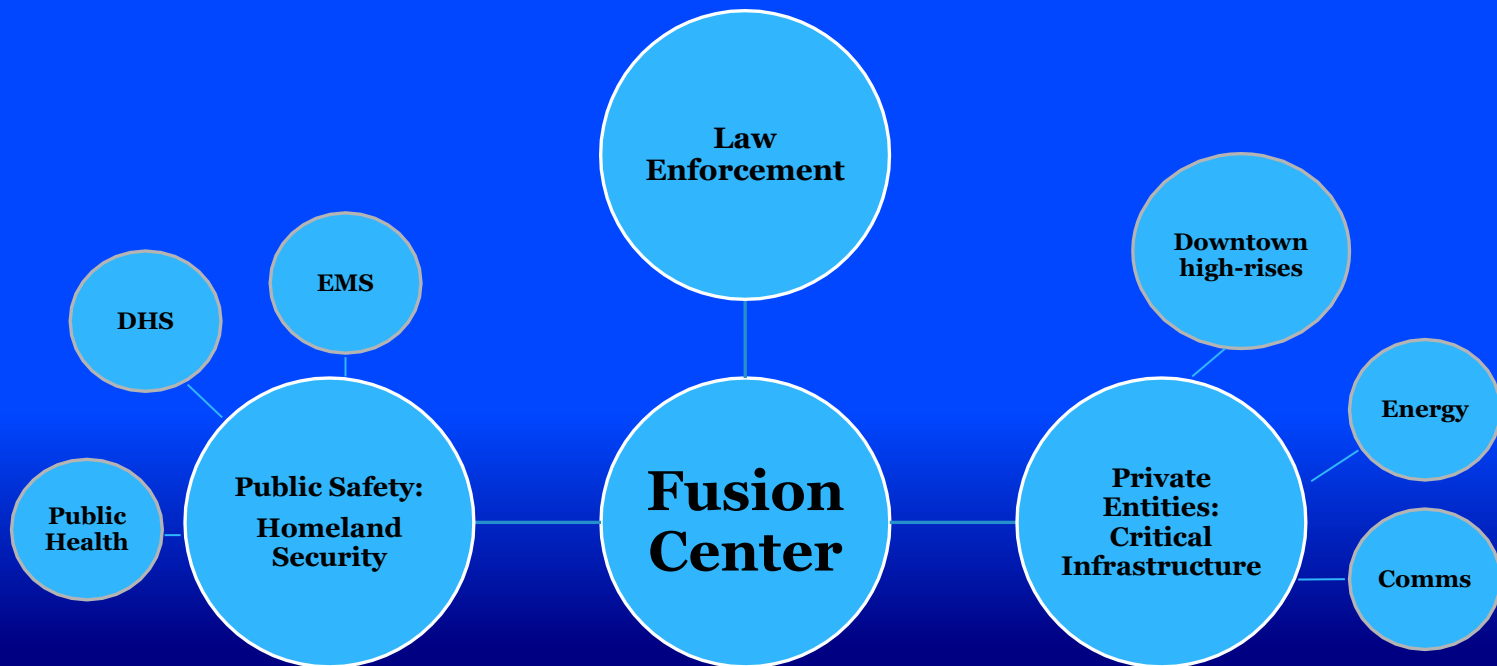 Law
Enforcement
Downtown
high-rises
EMS
DHS
Energy
Public Safety:
Homeland
Security
Fusion
Center
Private
Entities:
Critical
Infrastructure
Public
Health
Comms